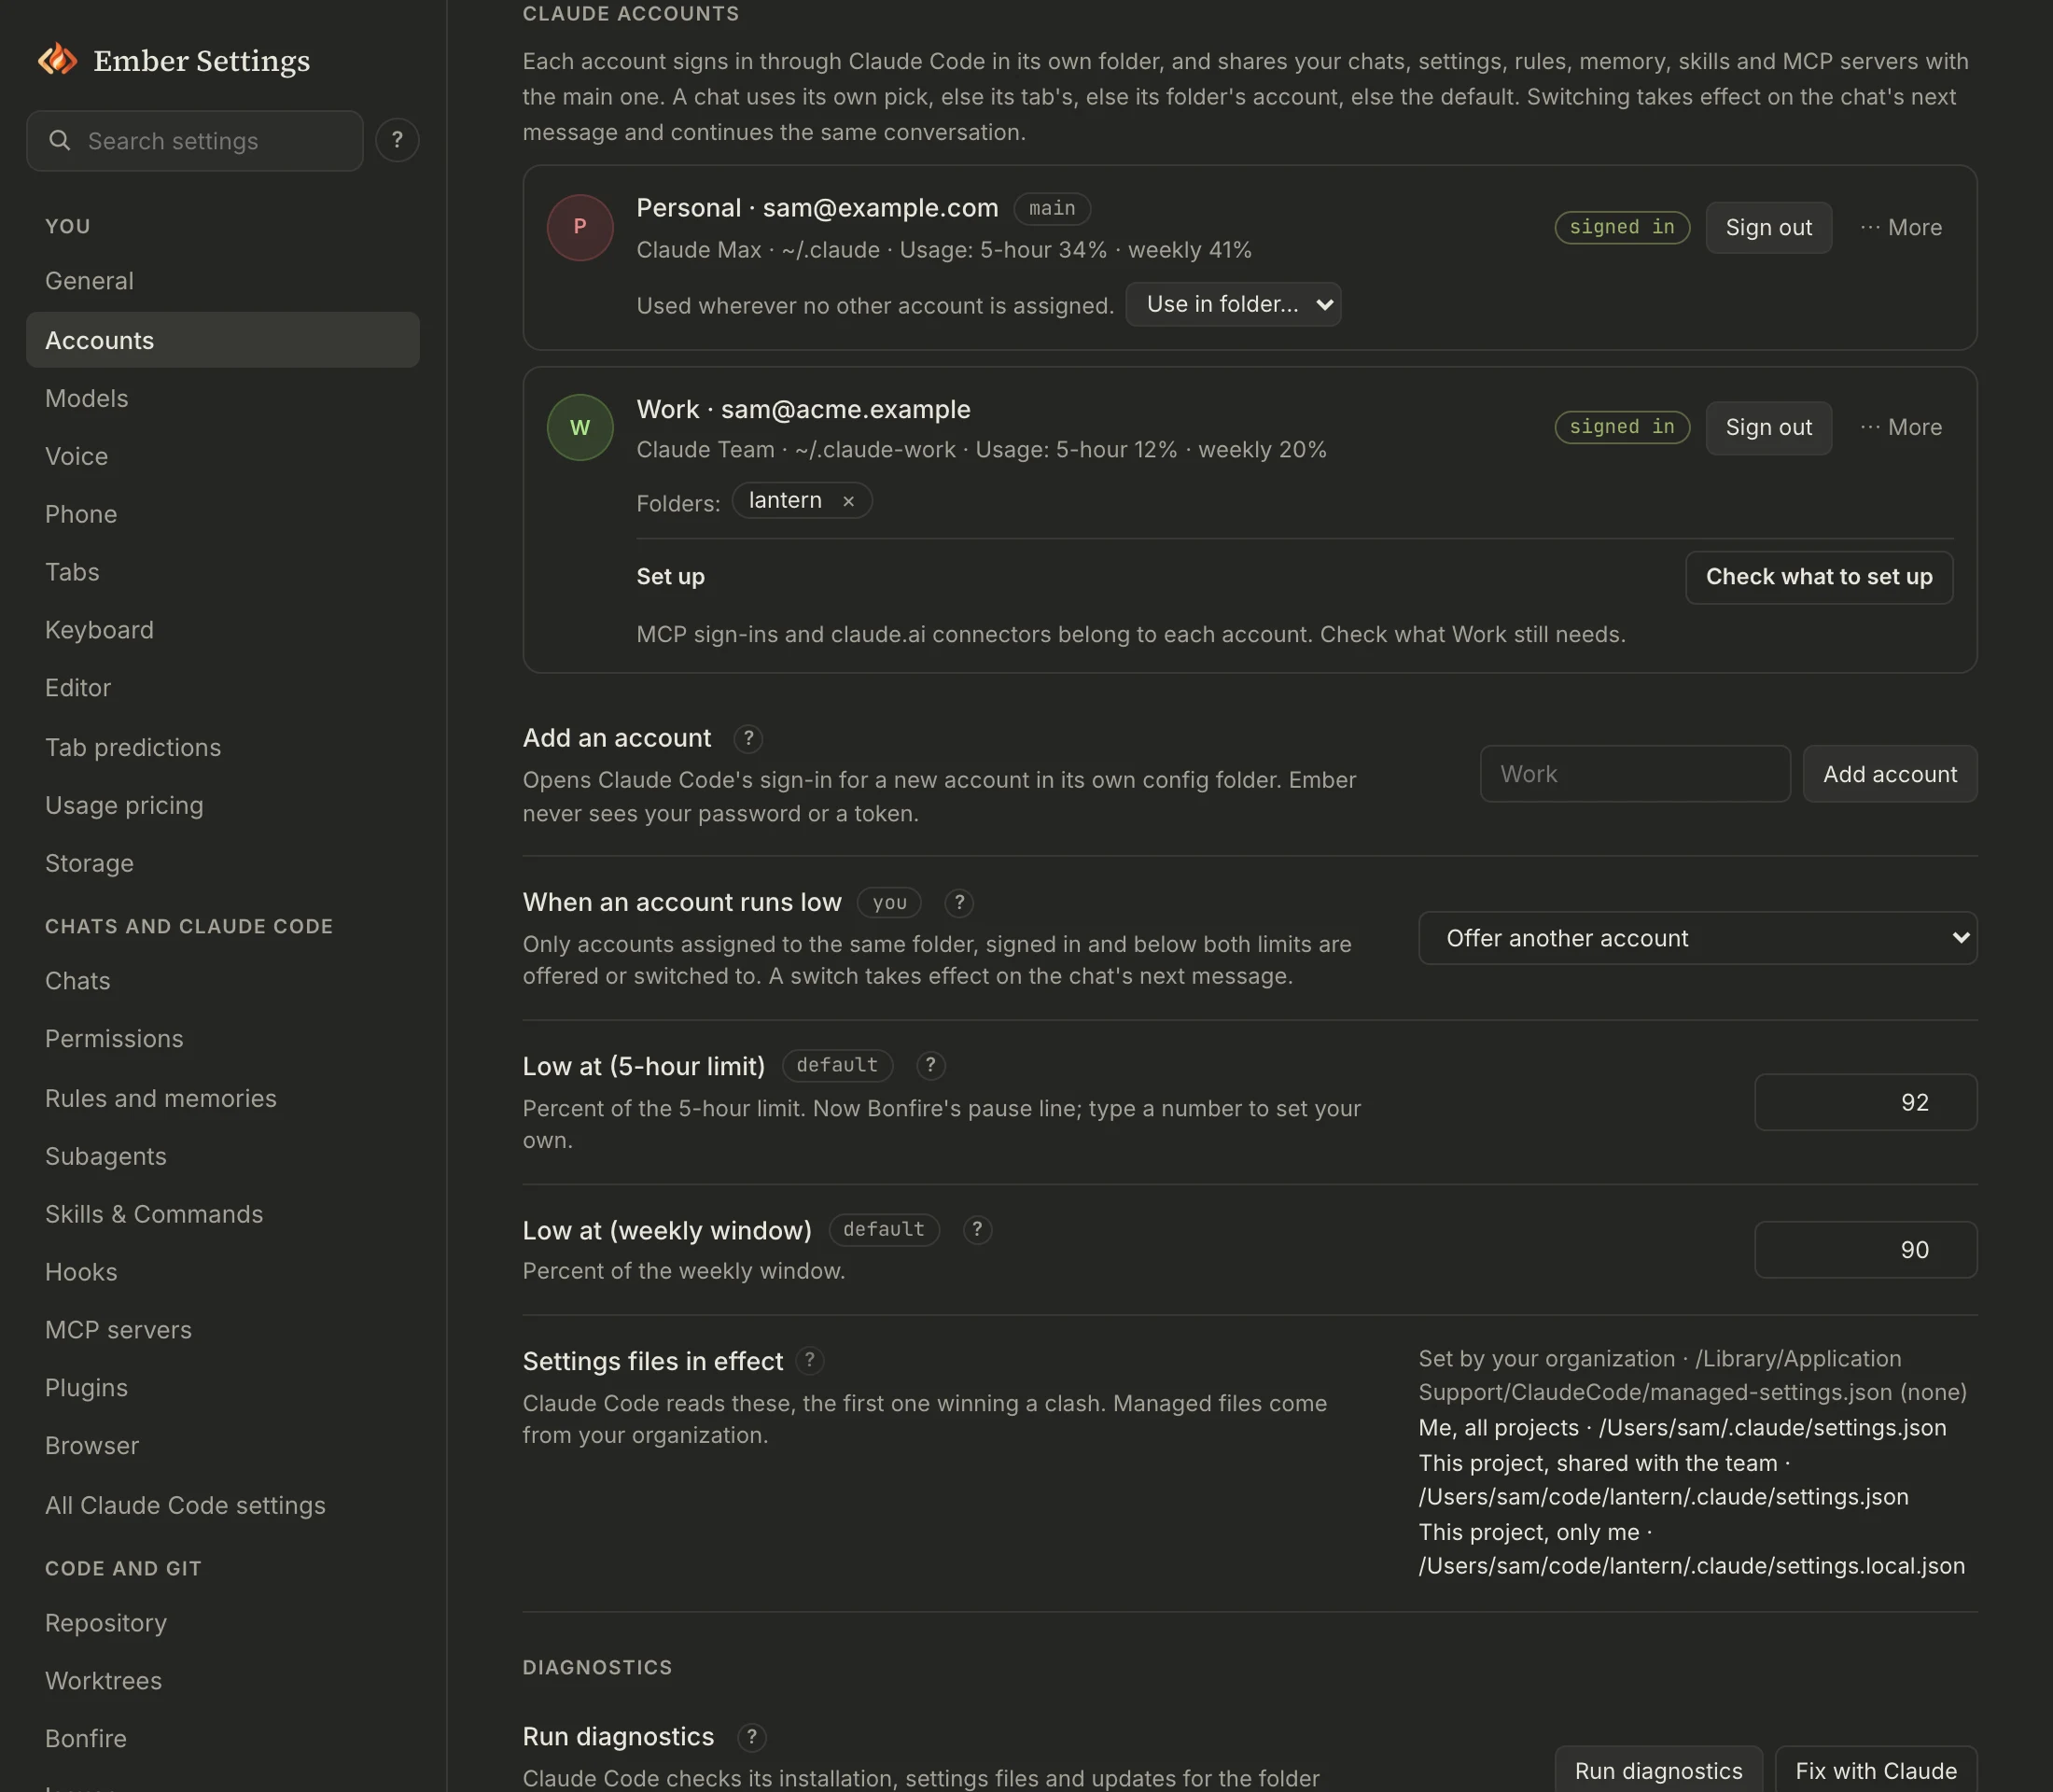 Ember Settings
Search settings
?
YOU
General
Accounts
Models
Voice
Phone
Tabs
Keyboard
Editor
Tab predictions
Usage pricing
Storage
CHATS AND CLAUDE CODE
Chats
Permissions
Rules and memories
Subagents
Skills & Commands
Hooks
MCP servers
Plugins
Browser
All Claude Code settings
CODE AND GIT
Repository
Worktrees
Bonfire
CLAUDE ACCOUNTS
Each account signs in through Claude Code in its own folder, and shares your chats, settings, rules, memory, skills and MCP servers with
the main one. A chat uses its own pick, else its tab's, else its folder's account, else the default. Switching takes effect on the chat's next
message and continues the same conversation.
P
Personal · sam@example.com main
Claude Max · ~/.claude · Usage: 5-hour 34% · weekly 41%
Used wherever no other account is assigned. Use in folder...
signed in Sign out ··· More
W
Work · sam@acme.example
Claude Team · ~/.claude-work · Usage: 5-hour 12% · weekly 20%
signed in Sign out ··· More
Folders: lantern ×
Set up
Check what to set up
MCP sign-ins and claude.ai connectors belong to each account. Check what Work still needs.
Add an account ?
Opens Claude Code's sign-in for a new account in its own config folder. Ember
never sees your password or a token.
Work
Add account
When an account runs low you ?
Only accounts assigned to the same folder, signed in and below both limits are
offered or switched to. A switch takes effect on the chat's next message.
Offer another account
Low at (5-hour limit) default ?
Percent of the 5-hour limit. Now Bonfire's pause line; type a number to set your
own.
92
Low at (weekly window) default ?
Percent of the weekly window.
90
Settings files in effect ?
Claude Code reads these, the first one winning a clash. Managed files come
from your organization.
Set by your organization · /Library/Application
Support/ClaudeCode/managed-settings.json (none)
Me, all projects · /Users/sam/.claude/settings.json
This project, shared with the team ·
/Users/sam/code/lantern/.claude/settings.json
This project, only me ·
/Users/sam/code/lantern/.claude/settings.local.json
DIAGNOSTICS
Run diagnostics ?
Claude Code checks its installation, settings files and updates for the folder
Run diagnostics
Fix with Claude